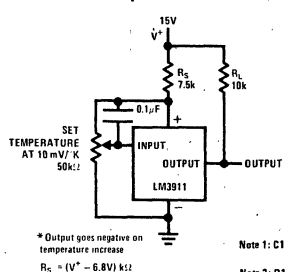 15V
V+
RS
7.5k
RL
10k
0.1μF
SET
TEMPERATURE
AT 10 mV/°K
50kΩ
+
INPUT
OUTPUT
OUTPUT
LM3911
−
* Output goes negative on
temperature increase
RS = (V+ − 6.8V) kΩ
Note 1: C1